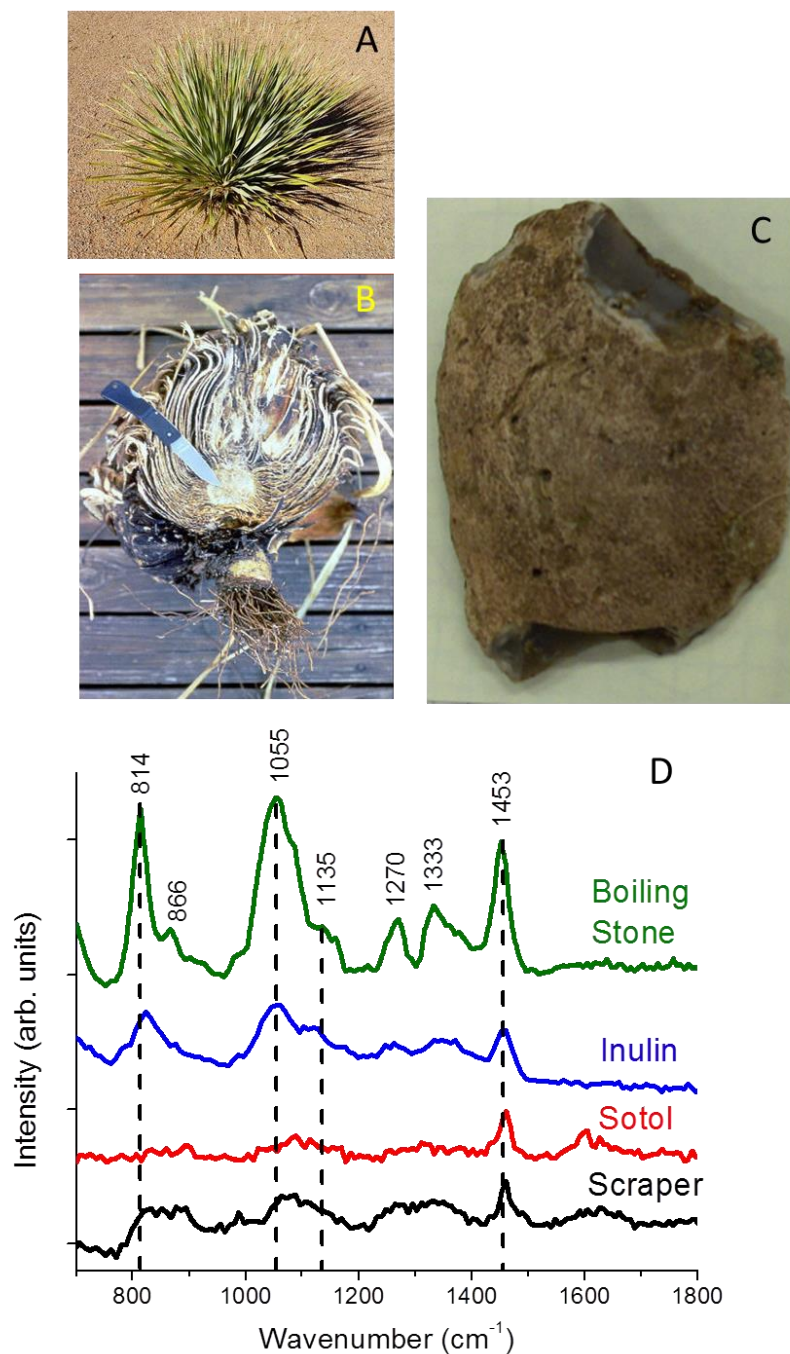 A
B
C
D
814
866
1055
1135
1270
1333
1453
Boiling
Stone
Inulin
Sotol
Scraper
Intensity (arb. units)
800 1000 1200 1400 1600 1800
Wavenumber (cm⁻¹)